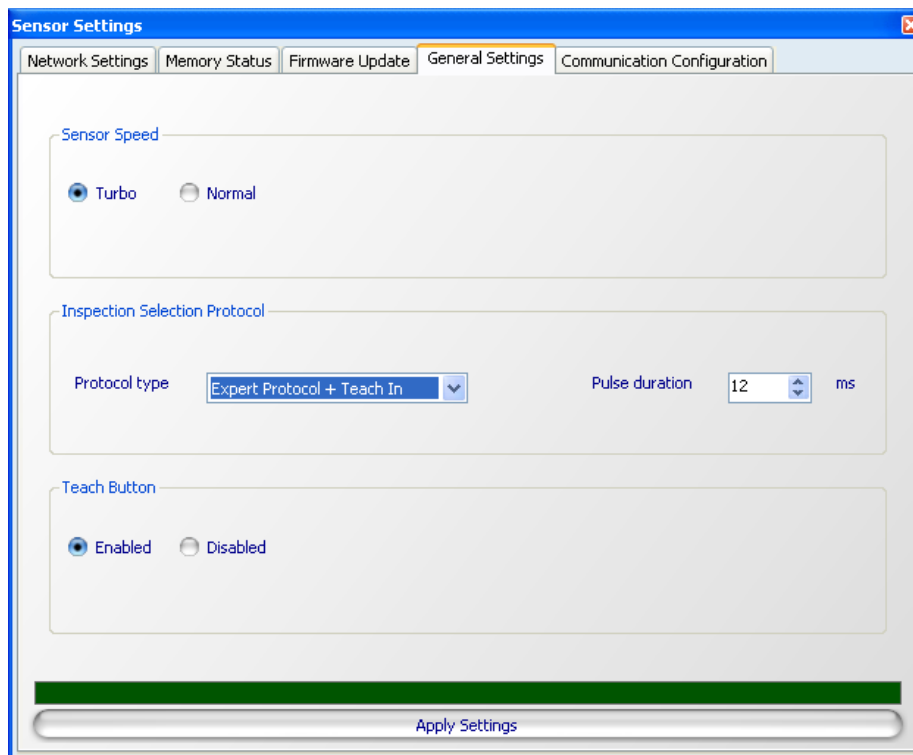 Sensor Settings
Network Settings Memory Status Firmware Update General Settings Communication Configuration
Sensor Speed
Turbo Normal
Inspection Selection Protocol
Protocol type Expert Protocol + Teach In Pulse duration 12 ms
Teach Button
Enabled Disabled
Apply Settings